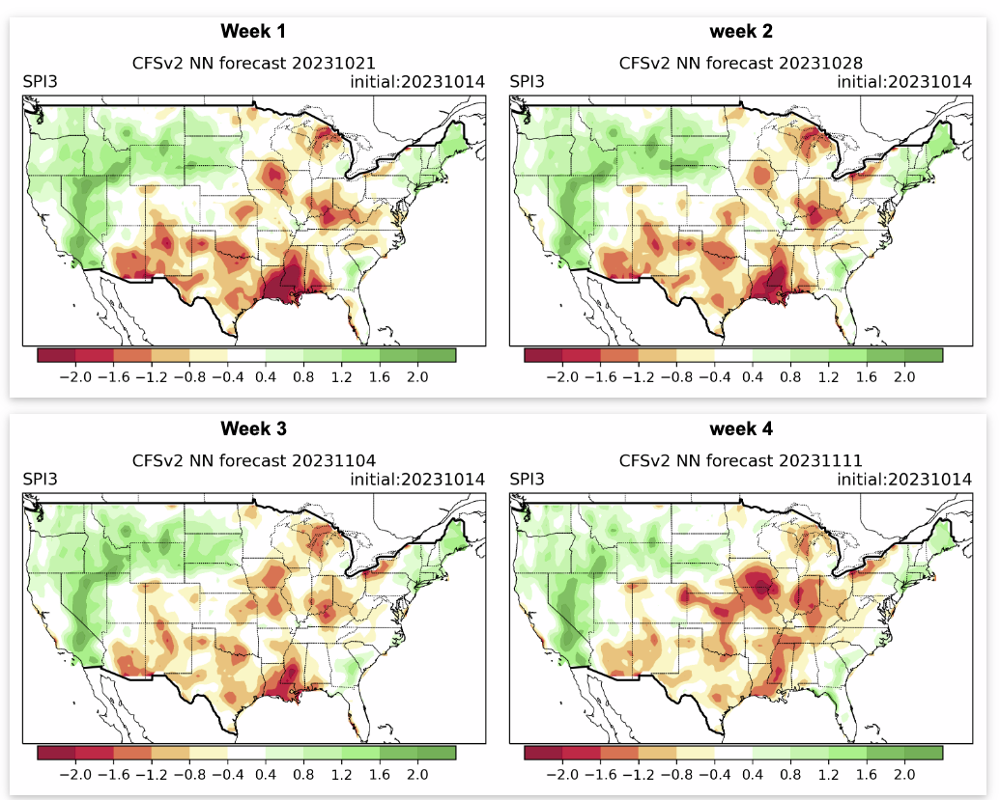 Week 1
CFSv2 NN forecast 20231021
SPI3 initial:20231014
−2.0 −1.6 −1.2 −0.8 −0.4 0.4 0.8 1.2 1.6 2.0
week 2
CFSv2 NN forecast 20231028
SPI3 initial:20231014
−2.0 −1.6 −1.2 −0.8 −0.4 0.4 0.8 1.2 1.6 2.0
Week 3
CFSv2 NN forecast 20231104
SPI3 initial:20231014
−2.0 −1.6 −1.2 −0.8 −0.4 0.4 0.8 1.2 1.6 2.0
week 4
CFSv2 NN forecast 20231111
SPI3 initial:20231014
−2.0 −1.6 −1.2 −0.8 −0.4 0.4 0.8 1.2 1.6 2.0